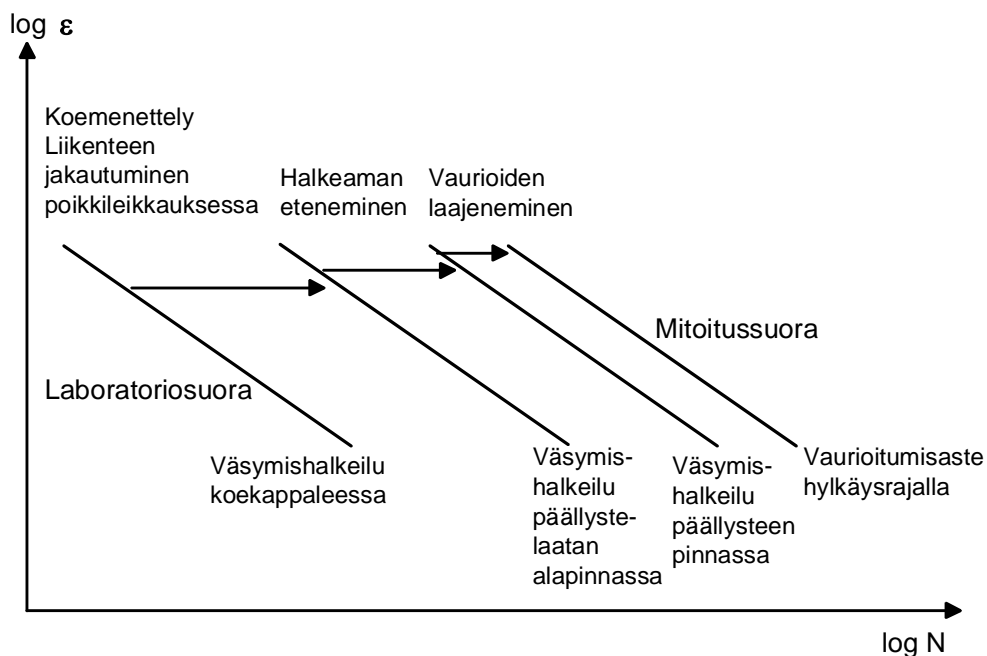 log ε
Koemenettely
Liikenteen
jakautuminen
poikkileikkauksessa
Halkeaman
eteneminen
Vaurioiden
laajeneminen
Mitoitussuora
Laboratoriosuora
Väsymishalkeilu
koekappaleessa
Väsymis-
halkeilu
päällyste-
laatan
alapinnassa
Väsymis-
halkeilu
päällysteen
pinnassa
Vaurioitumisaste
hylkäysrajalla
log N